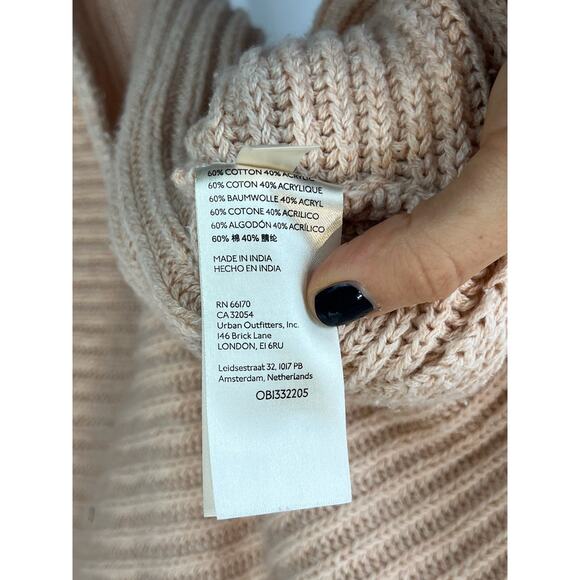 60% COTTON 40% ACRYLIC
60% COTON 40% ACRYLIQUE
60% BAUMWOLLE 40% ACRYL
60% COTONE 40% ACRILICO
60% ALGODÓN 40% ACRÍLICO
60% 棉 40% 腈纶
MADE IN INDIA
HECHO EN INDIA
RN 66170
CA 32054
Urban Outfitters, Inc.
146 Brick Lane
LONDON, E1 6RU
Leidsestraat 32, 1017 PB
Amsterdam, Netherlands
OB1332205